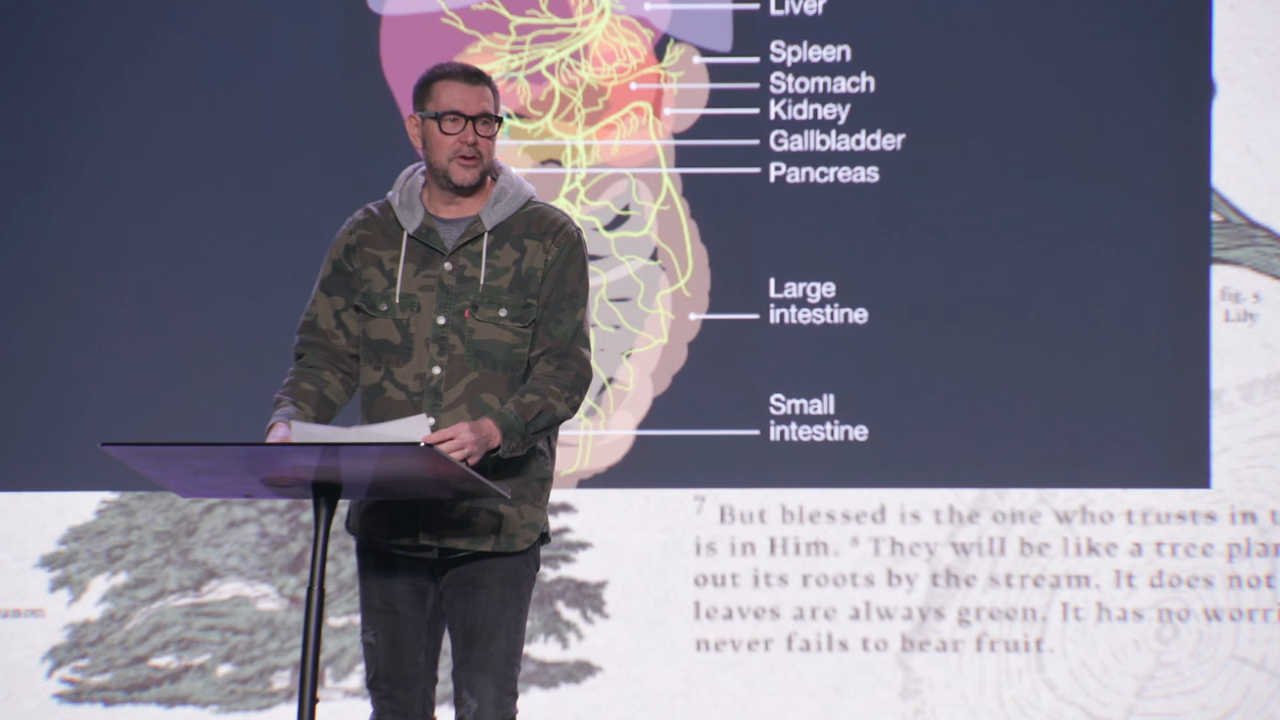 Liver
Spleen
Stomach
Kidney
Gallbladder
Pancreas
Large
intestine
Small
intestine
fig. 5
Lily
7 But blessed is the one who trusts in t
is in Him. 8 They will be like a tree plan
out its roots by the stream. It does not
leaves are always green. It has no worri
never fails to bear fruit.